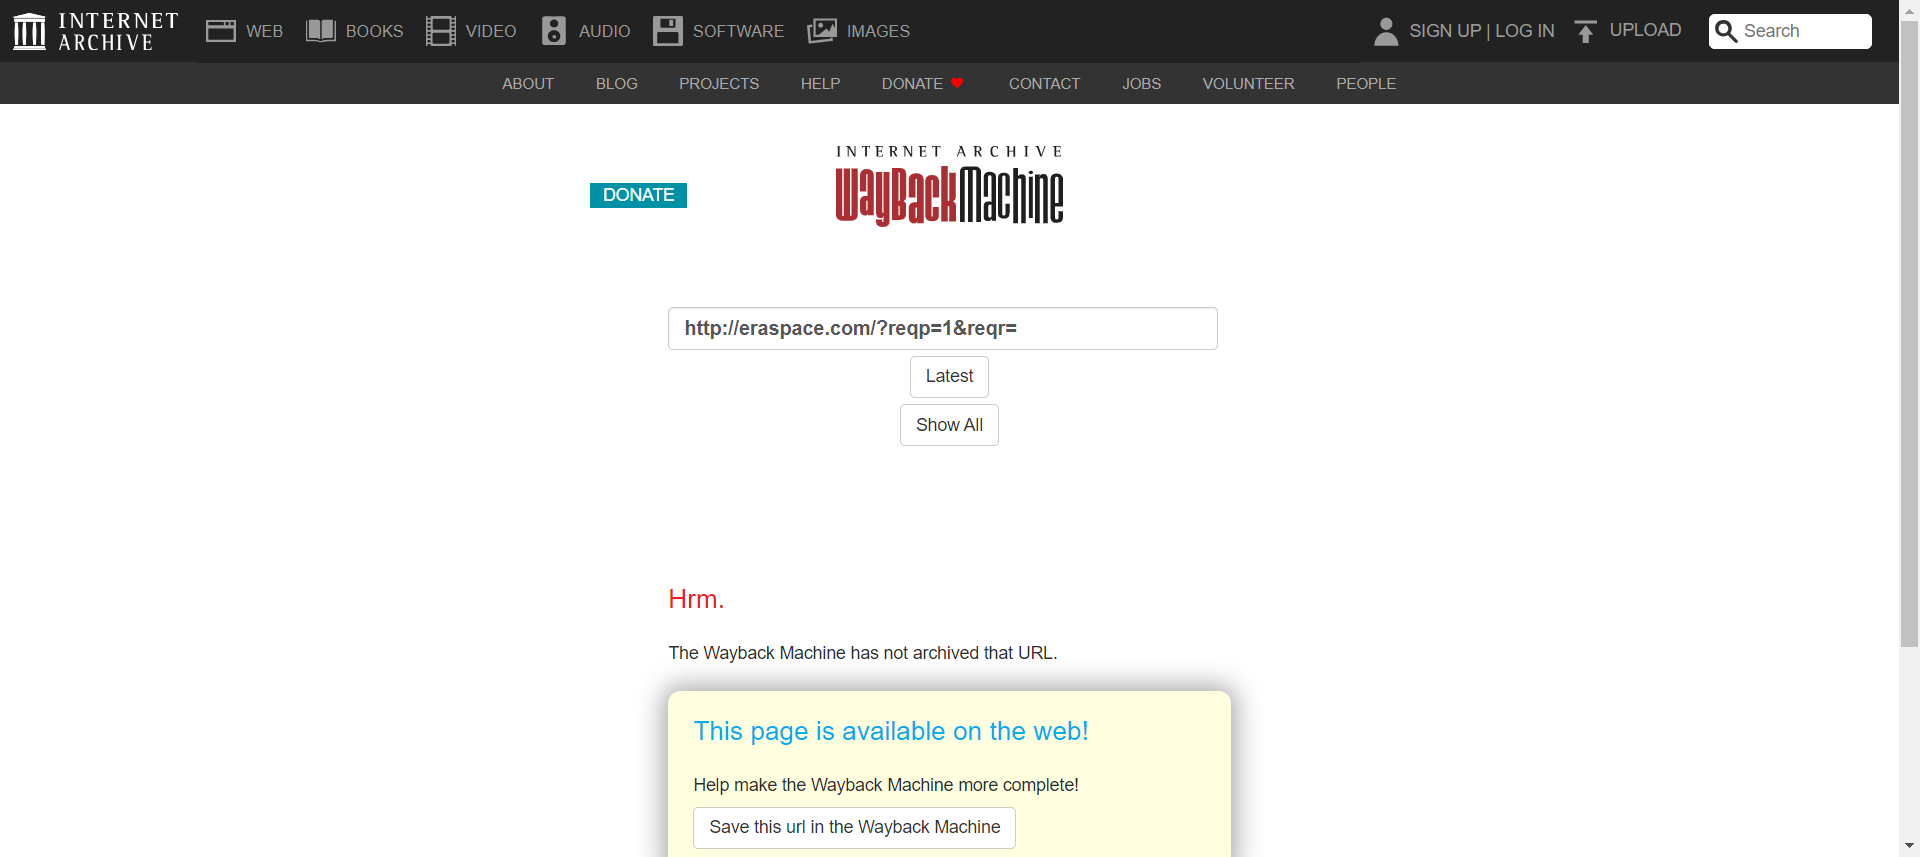 INTERNET ARCHIVE
WEB
BOOKS
VIDEO
AUDIO
SOFTWARE
IMAGES
SIGN UP | LOG IN
UPLOAD
Search
ABOUT
BLOG
PROJECTS
HELP
DONATE
CONTACT
JOBS
VOLUNTEER
PEOPLE
DONATE
INTERNET ARCHIVE
WayBackMachine
http://eraspace.com/?reqp=1&reqr=
Latest
Show All
Hrm.
The Wayback Machine has not archived that URL.
This page is available on the web!
Help make the Wayback Machine more complete!
Save this url in the Wayback Machine